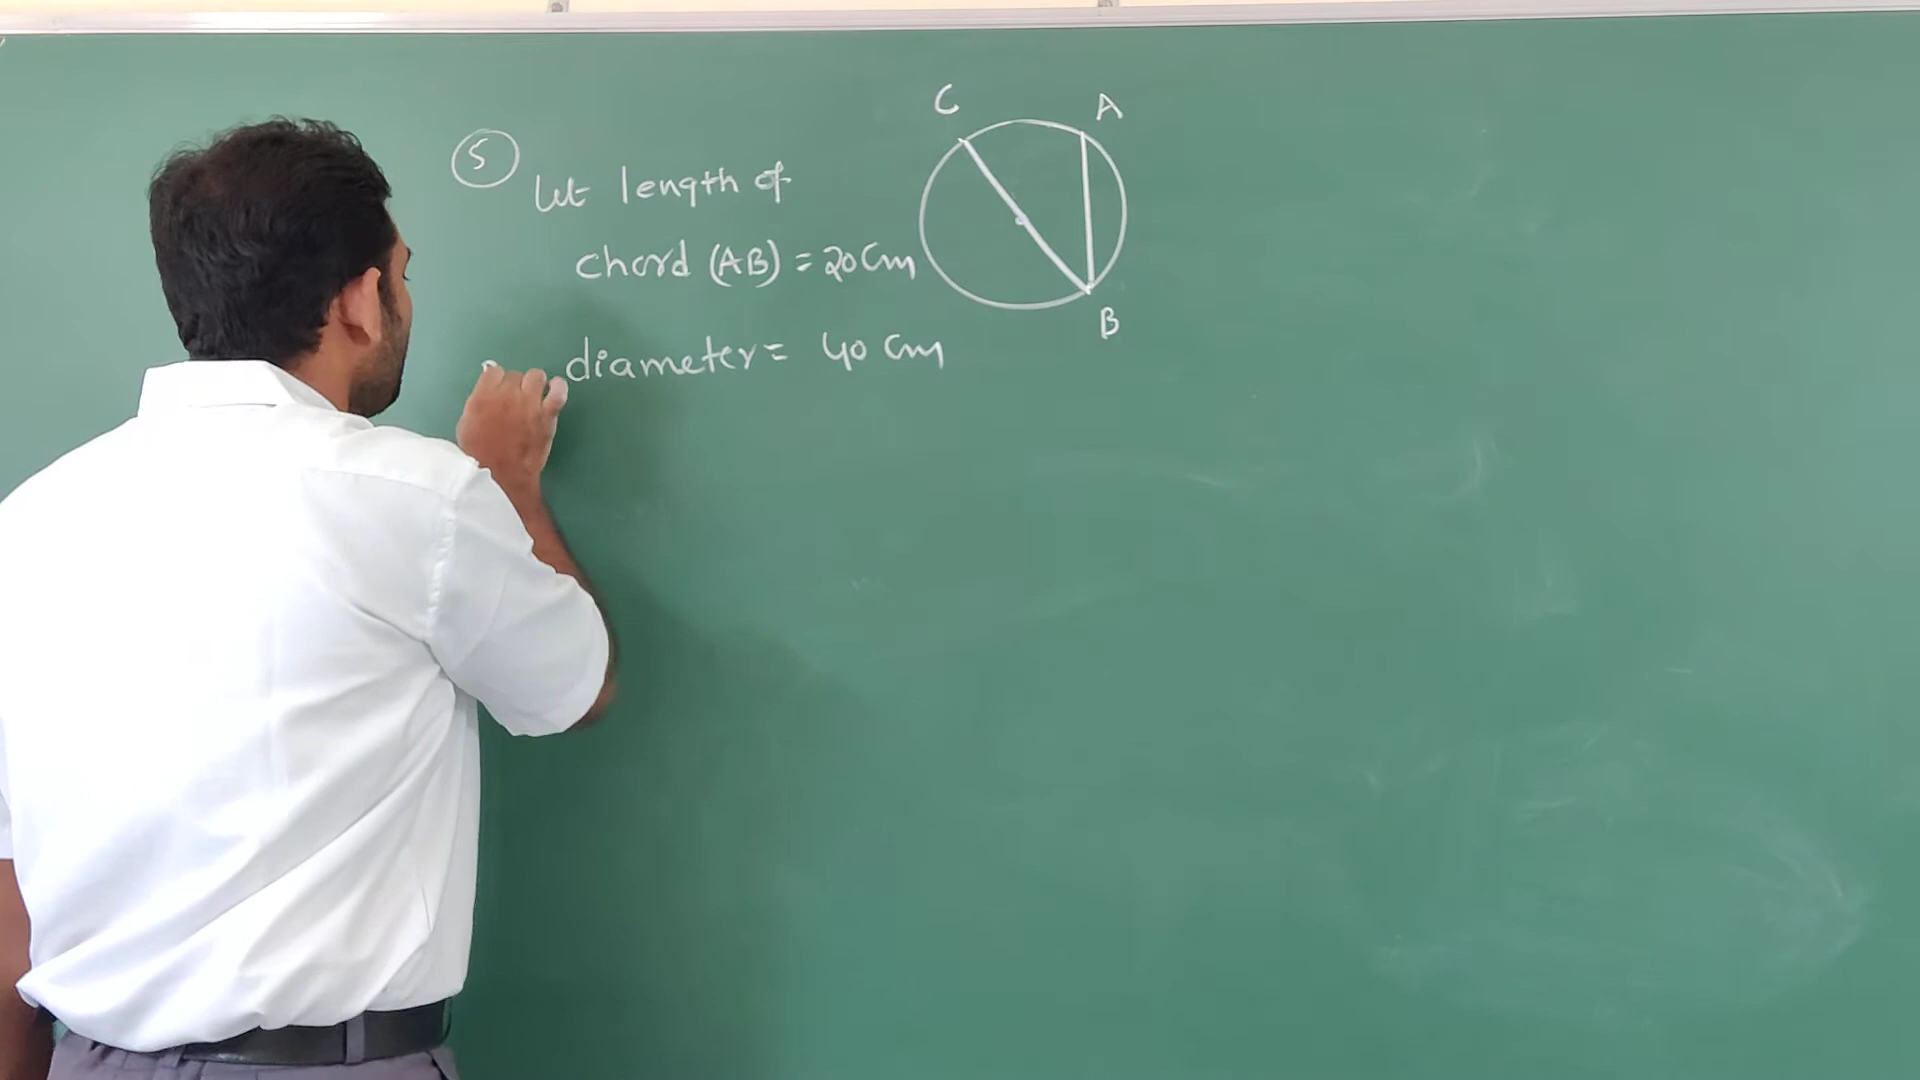 5
let length of
chord (AB) = 20 Cm
diameter = 40 Cm
C
A
B